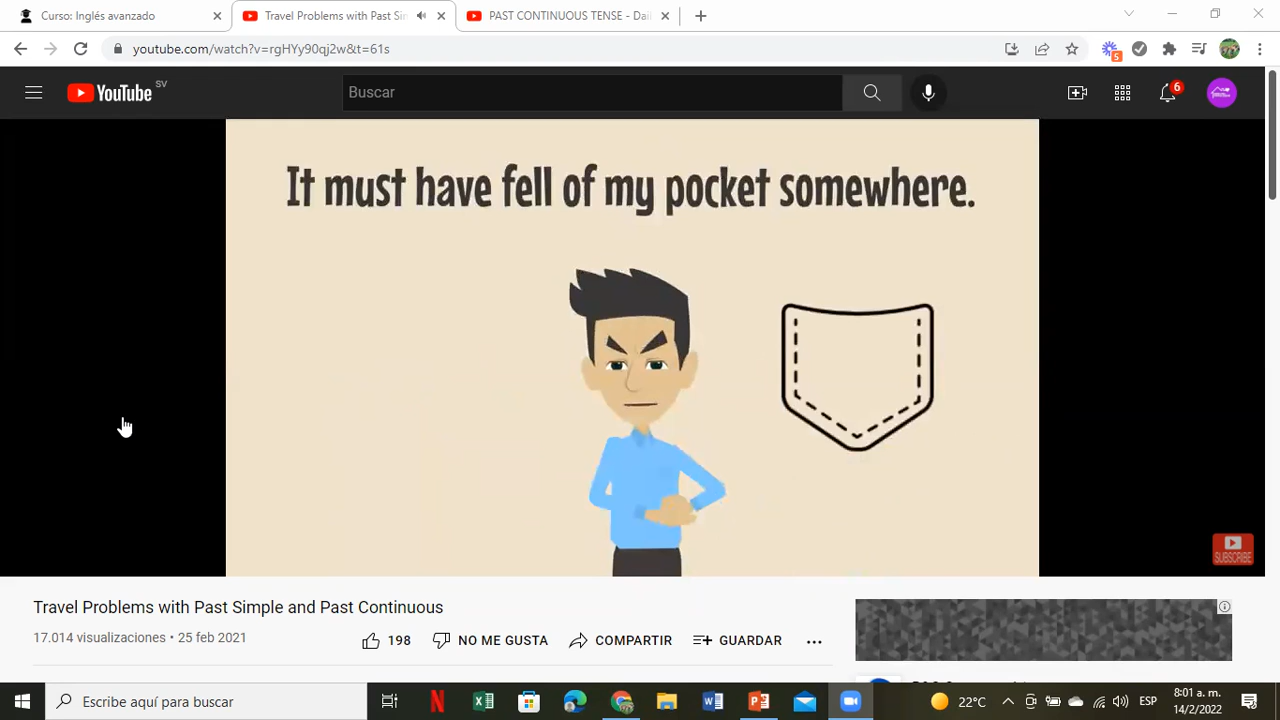 Curso: Inglés avanzado
Travel Problems with Past Sim
PAST CONTINUOUS TENSE - Daii
youtube.com/watch?v=rgHYy90qj2w&t=61s
5
YouTube SV
Buscar
6
It must have fell of my pocket somewhere.
SUBSCRIBE
Travel Problems with Past Simple and Past Continuous
17.014 visualizaciones • 25 feb 2021
198
NO ME GUSTA
COMPARTIR
GUARDAR
Escribe aquí para buscar
22°C
ESP
8:01 a. m.
14/2/2022